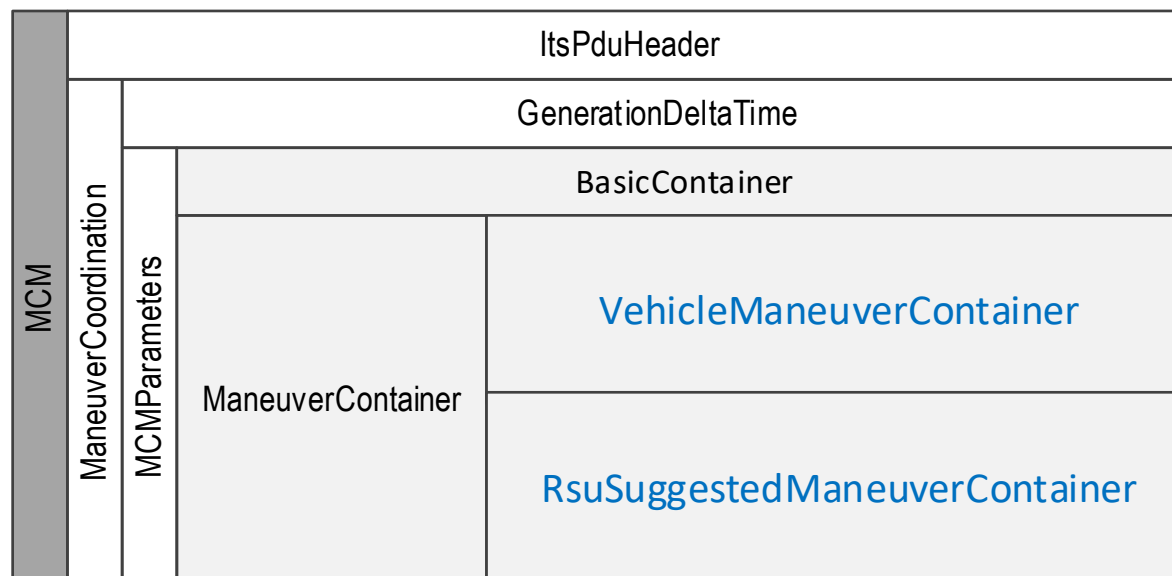 MCM
ItsPduHeader
ManeuverCoordination
GenerationDeltaTime
MCMParameters
BasicContainer
ManeuverContainer
VehicleManeuverContainer
RsuSuggestedManeuverContainer